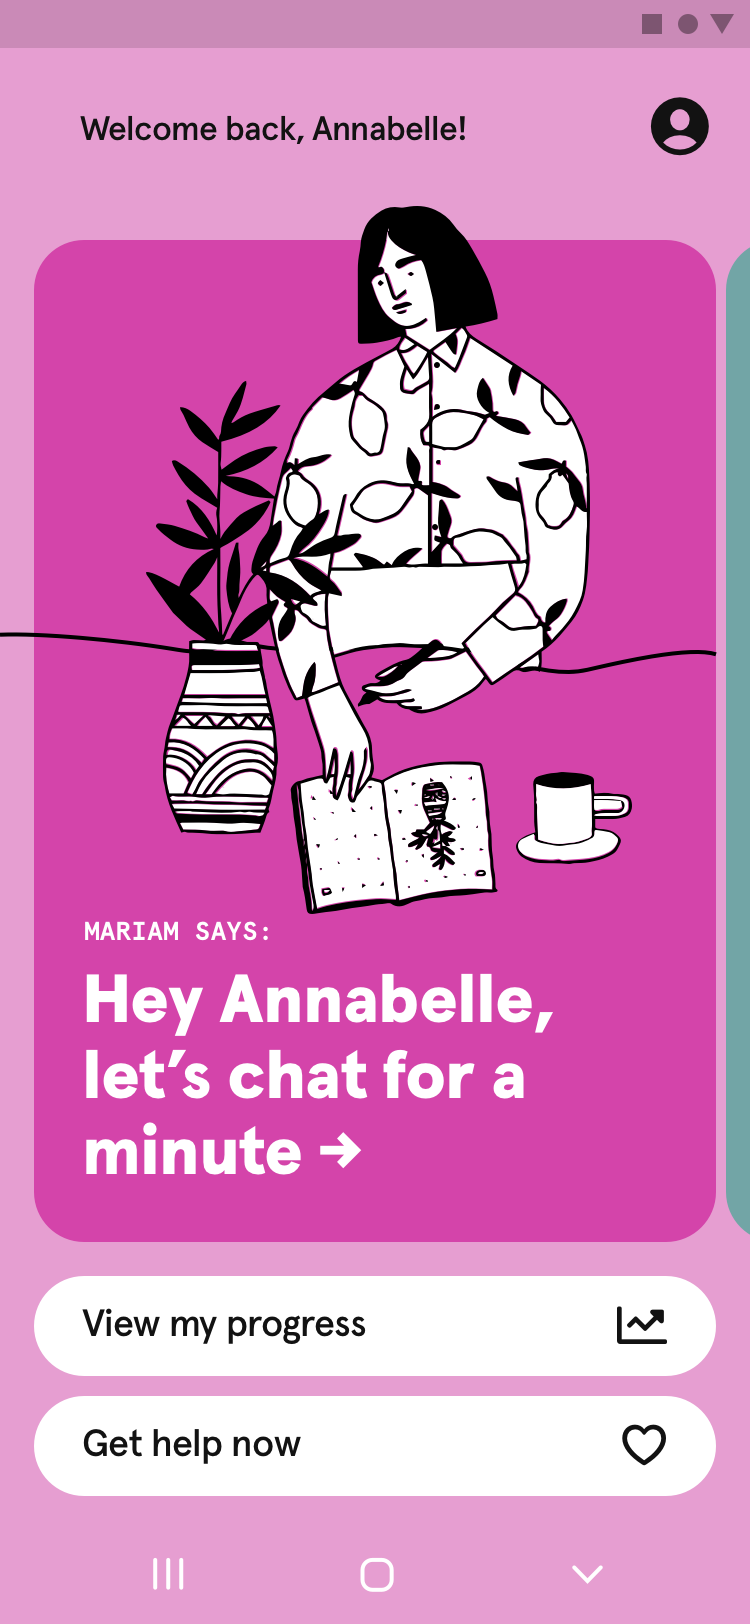 Welcome back, Annabelle!
MARIAM SAYS:
Hey Annabelle,
let’s chat for a
minute →
View my progress
Get help now